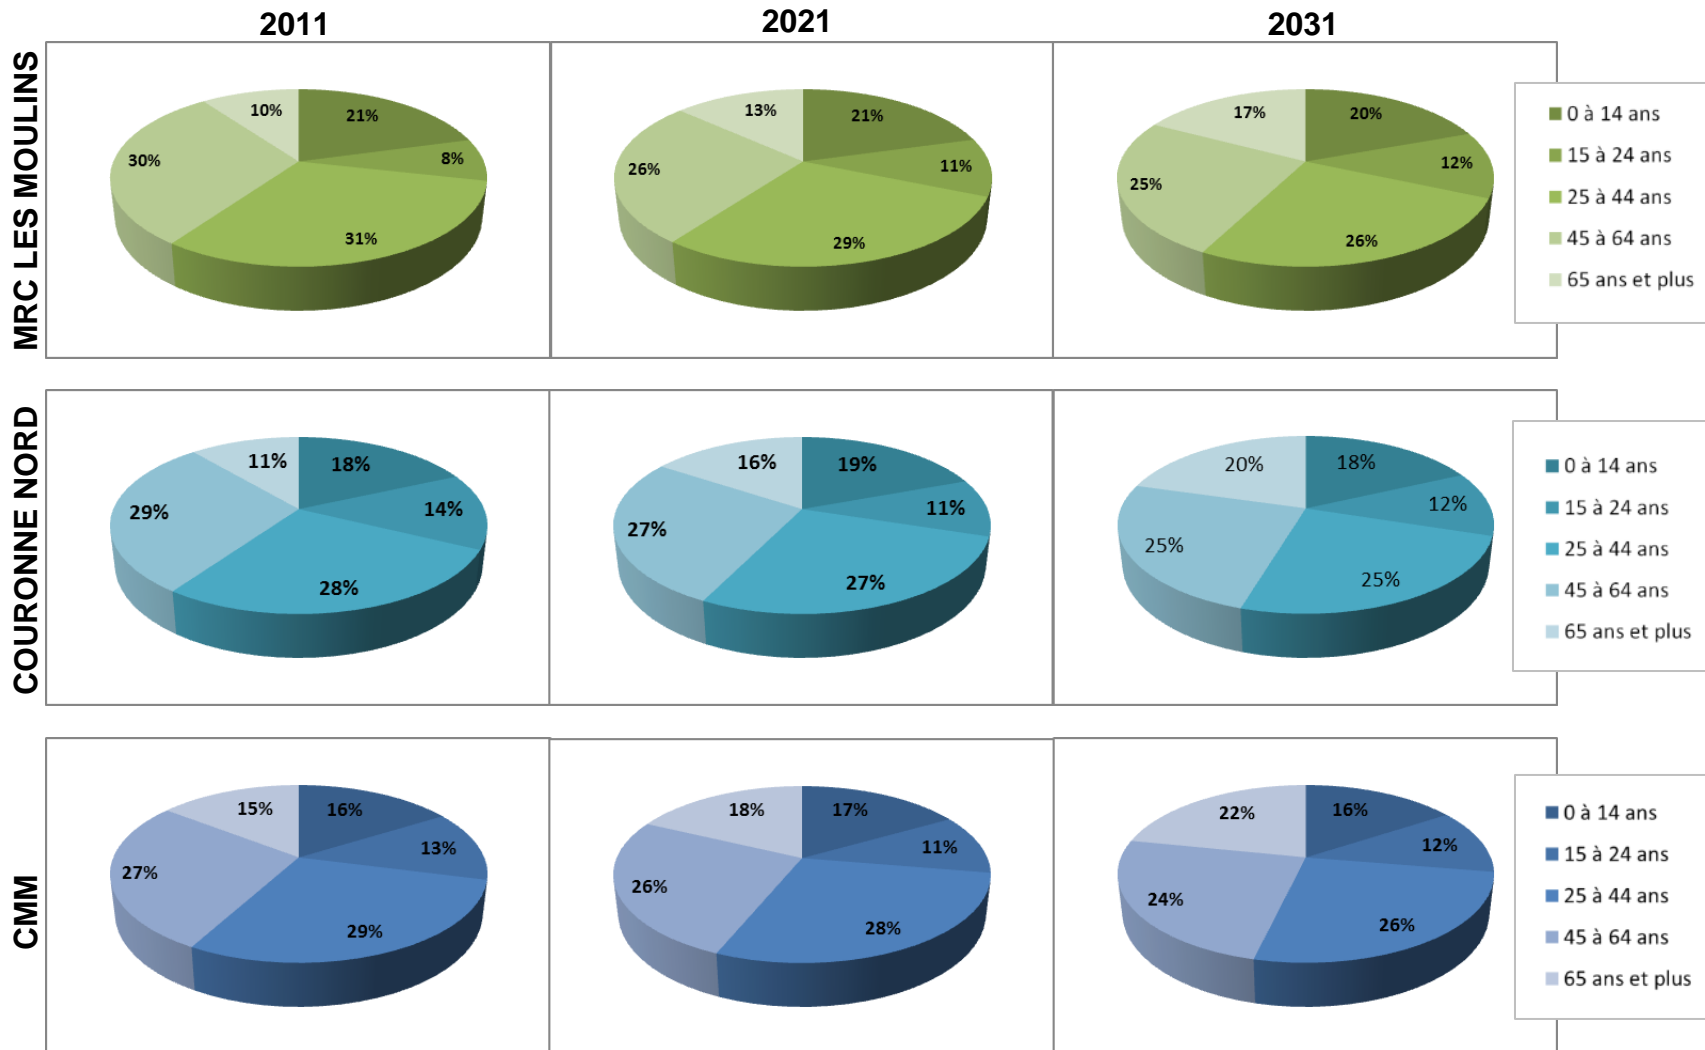 2011
2021
2031
MRC LES MOULINS
10%
21%
8%
30%
31%
13%
21%
11%
26%
29%
17%
20%
12%
25%
26%
0 à 14 ans
15 à 24 ans
25 à 44 ans
45 à 64 ans
65 ans et plus
COURONNE NORD
11%
18%
14%
29%
28%
16%
19%
11%
27%
27%
20%
18%
12%
25%
25%
0 à 14 ans
15 à 24 ans
25 à 44 ans
45 à 64 ans
65 ans et plus
CMM
15%
16%
13%
27%
29%
18%
17%
11%
26%
28%
22%
16%
12%
24%
26%
0 à 14 ans
15 à 24 ans
25 à 44 ans
45 à 64 ans
65 ans et plus